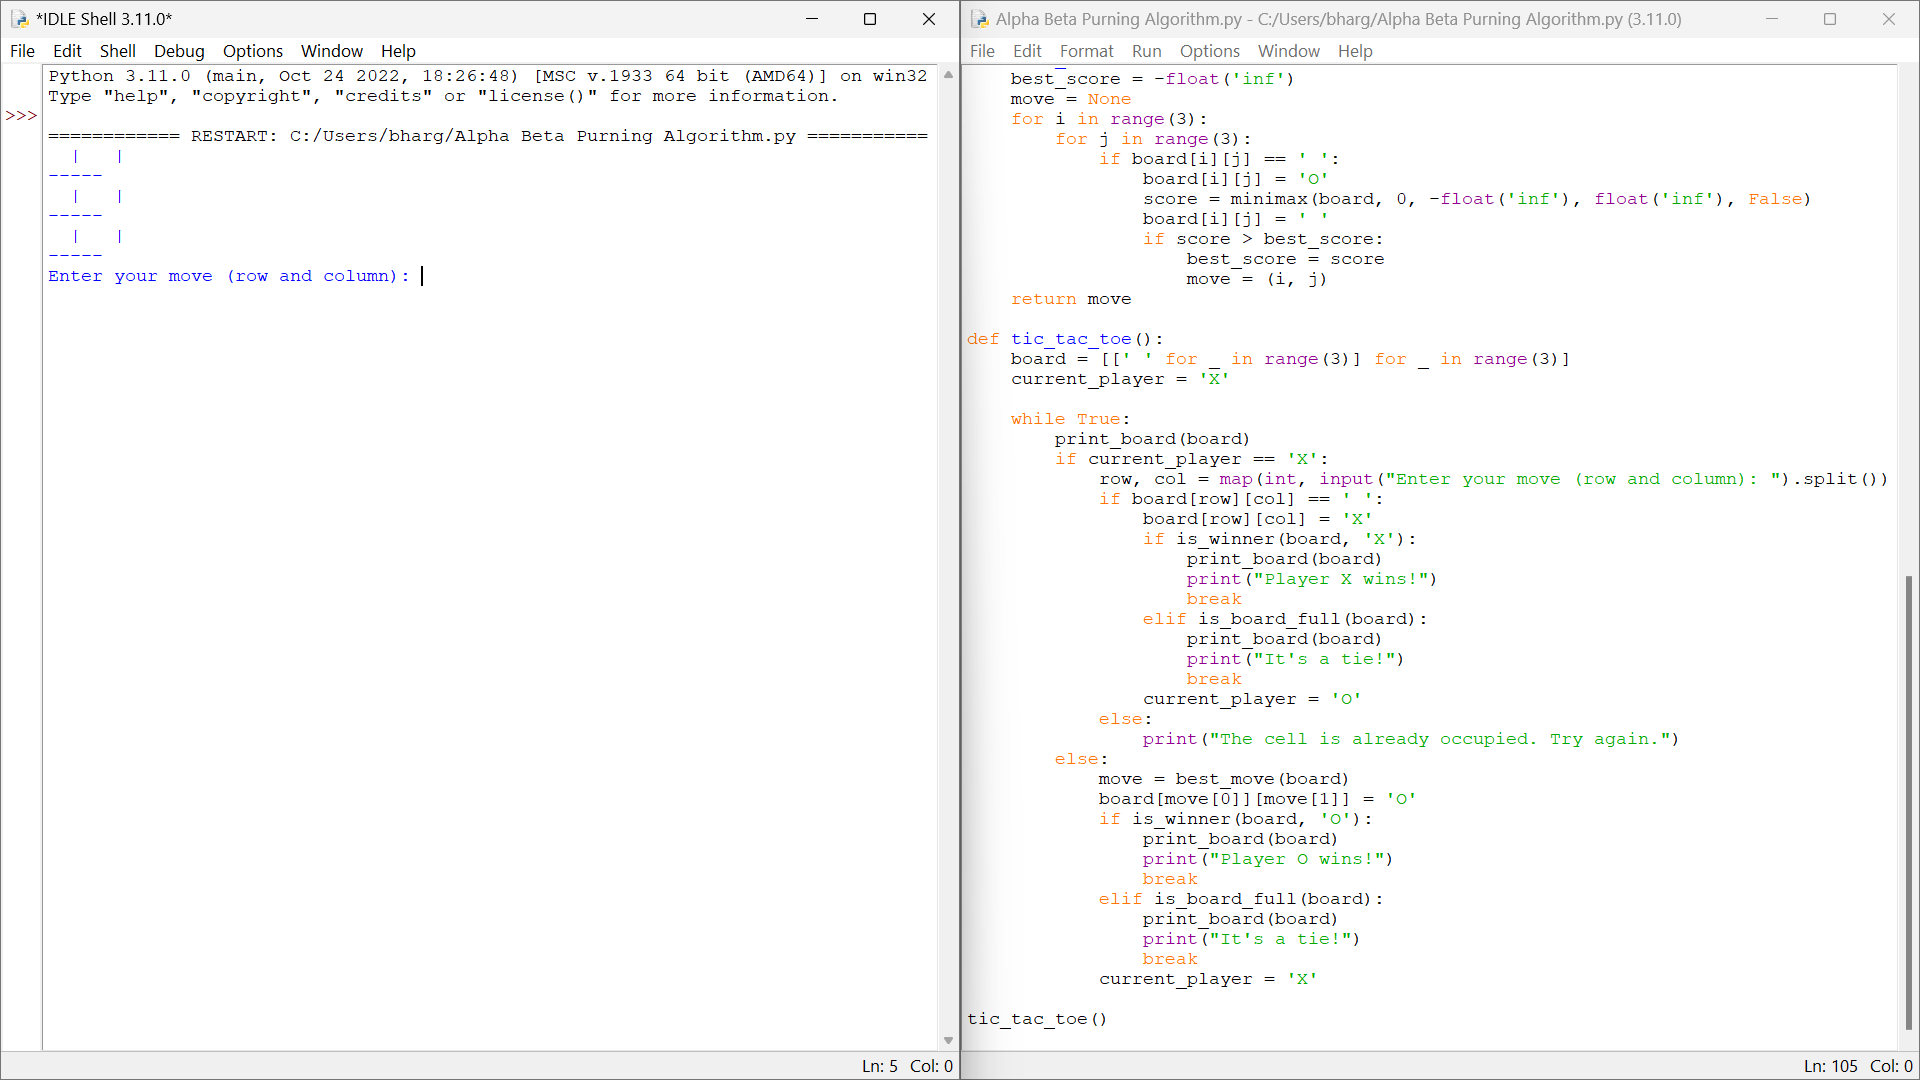 *IDLE Shell 3.11.0*
File Edit Shell Debug Options Window Help
Python 3.11.0 (main, Oct 24 2022, 18:26:48) [MSC v.1933 64 bit (AMD64)] on win32
Type "help", "copyright", "credits" or "license()" for more information.
>>>
============ RESTART: C:/Users/bharg/Alpha Beta Purning Algorithm.py ===========
  |   |
-----
  |   |
-----
  |   |
-----
Enter your move (row and column):
Ln: 5 Col: 0
Alpha Beta Purning Algorithm.py - C:/Users/bharg/Alpha Beta Purning Algorithm.py (3.11.0)
File Edit Format Run Options Window Help
    best_score = -float('inf')
    move = None
    for i in range(3):
        for j in range(3):
            if board[i][j] == ' ':
                board[i][j] = 'O'
                score = minimax(board, 0, -float('inf'), float('inf'), False)
                board[i][j] = ' '
                if score > best_score:
                    best_score = score
                    move = (i, j)
    return move

def tic_tac_toe():
    board = [[' ' for _ in range(3)] for _ in range(3)]
    current_player = 'X'

    while True:
        print_board(board)
        if current_player == 'X':
            row, col = map(int, input("Enter your move (row and column): ").split())
            if board[row][col] == ' ':
                board[row][col] = 'X'
                if is_winner(board, 'X'):
                    print_board(board)
                    print("Player X wins!")
                    break
                elif is_board_full(board):
                    print_board(board)
                    print("It's a tie!")
                    break
                current_player = 'O'
            else:
                print("The cell is already occupied. Try again.")
        else:
            move = best_move(board)
            board[move[0]][move[1]] = 'O'
            if is_winner(board, 'O'):
                print_board(board)
                print("Player O wins!")
                break
            elif is_board_full(board):
                print_board(board)
                print("It's a tie!")
                break
            current_player = 'X'

tic_tac_toe()
Ln: 105 Col: 0